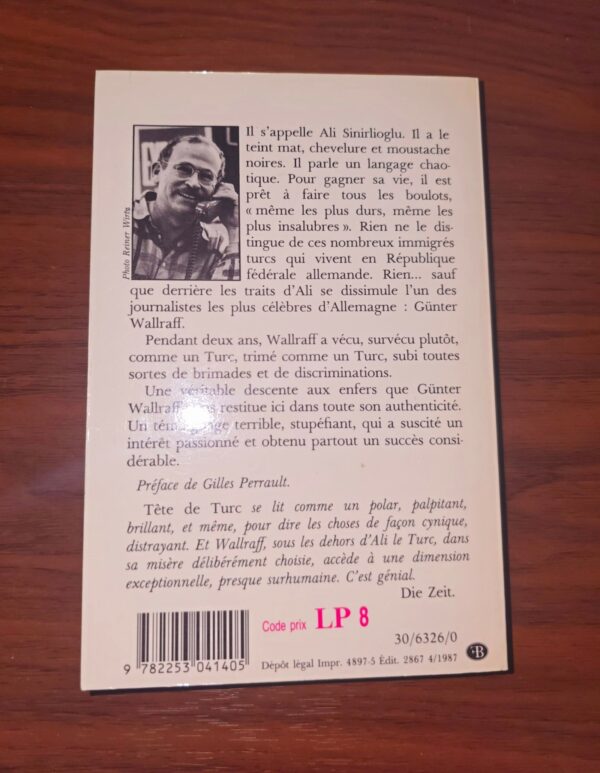 Il s'appelle Ali Sinirlioglu. Il a le
teint mat, chevelure et moustache
noires. Il parle un langage chao-
tique. Pour gagner sa vie, il est
prêt à faire tous les boulots,
« même les plus durs, même les
plus insalubres ». Rien ne le dis-
tingue de ces nombreux immigrés
turcs qui vivent en République
fédérale allemande. Rien... sauf
que derrière les traits d'Ali se dissimule l'un des
journalistes les plus célèbres d'Allemagne : Günter
Wallraff.
Photo Reiner Wirtz
Pendant deux ans, Wallraff a vécu, survécu plutôt,
comme un Turc, trimé comme un Turc, subi toutes
sortes de brimades et de discriminations.
Une véritable descente aux enfers que Günter
Wallraff nous restitue ici dans toute son authenticité.
Un témoignage terrible, stupéfiant, qui a suscité un
intérêt passionné et obtenu partout un succès consi-
dérable.
Préface de Gilles Perrault.
Tête de Turc se lit comme un polar, palpitant,
brillant, et même, pour dire les choses de façon cynique,
distrayant. Et Wallraff, sous les dehors d'Ali le Turc, dans
sa misère délibérément choisie, accède à une dimension
exceptionnelle, presque surhumaine. C'est génial.
Die Zeit.
Code prix LP 8
30/6326/0
9 782253 041405
Dépôt légal Impr. 4897-5 Édit. 2867 4/1987
B